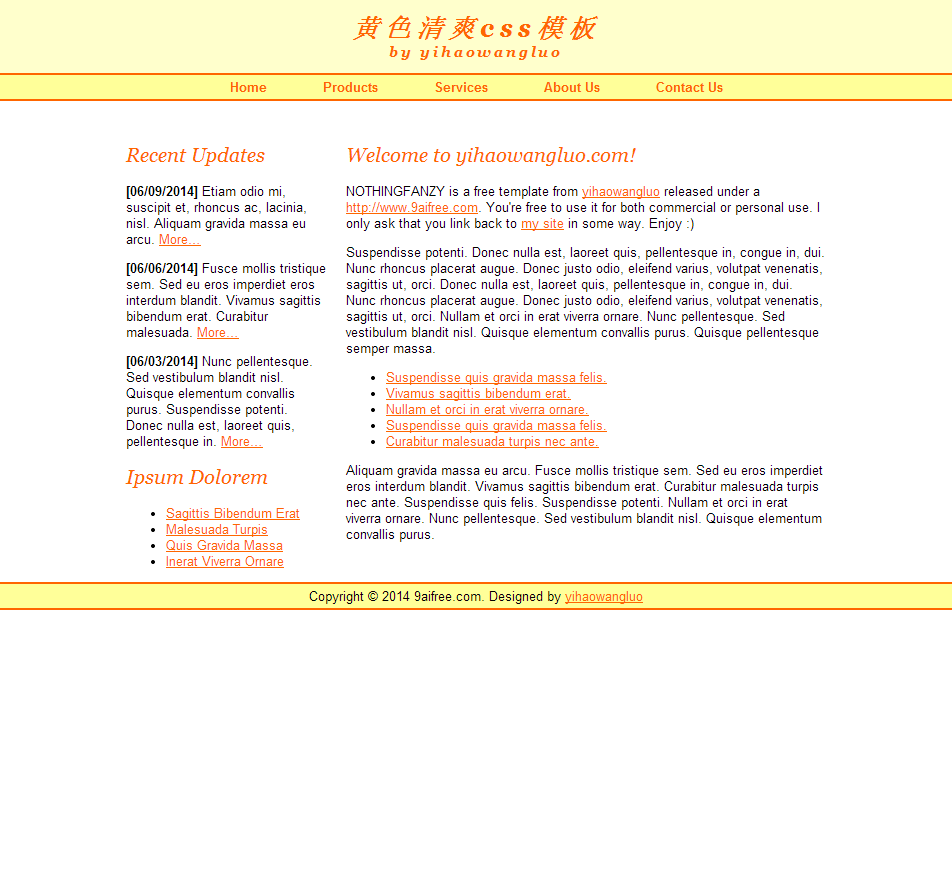 黄色清爽css模板
by yihaowangluo
Home Products Services About Us Contact Us
Recent Updates
[06/09/2014] Etiam odio mi,
suscipit et, rhoncus ac, lacinia,
nisl. Aliquam gravida massa eu
arcu. More...
[06/06/2014] Fusce mollis tristique
sem. Sed eu eros imperdiet eros
interdum blandit. Vivamus sagittis
bibendum erat. Curabitur
malesuada. More...
[06/03/2014] Nunc pellentesque.
Sed vestibulum blandit nisl.
Quisque elementum convallis
purus. Suspendisse potenti.
Donec nulla est, laoreet quis,
pellentesque in. More...
Ipsum Dolorem
• Sagittis Bibendum Erat
• Malesuada Turpis
• Quis Gravida Massa
• Inerat Viverra Ornare
Welcome to yihaowangluo.com!
NOTHINGFANZY is a free template from yihaowangluo released under a
http://www.9aifree.com. You're free to use it for both commercial or personal use. I
only ask that you link back to my site in some way. Enjoy :)
Suspendisse potenti. Donec nulla est, laoreet quis, pellentesque in, congue in, dui.
Nunc rhoncus placerat augue. Donec justo odio, eleifend varius, volutpat venenatis,
sagittis ut, orci. Donec nulla est, laoreet quis, pellentesque in, congue in, dui.
Nunc rhoncus placerat augue. Donec justo odio, eleifend varius, volutpat venenatis,
sagittis ut, orci. Nullam et orci in erat viverra ornare. Nunc pellentesque. Sed
vestibulum blandit nisl. Quisque elementum convallis purus. Quisque pellentesque
semper massa.
• Suspendisse quis gravida massa felis.
• Vivamus sagittis bibendum erat.
• Nullam et orci in erat viverra ornare.
• Suspendisse quis gravida massa felis.
• Curabitur malesuada turpis nec ante.
Aliquam gravida massa eu arcu. Fusce mollis tristique sem. Sed eu eros imperdiet
eros interdum blandit. Vivamus sagittis bibendum erat. Curabitur malesuada turpis
nec ante. Suspendisse quis felis. Suspendisse potenti. Nullam et orci in erat
viverra ornare. Nunc pellentesque. Sed vestibulum blandit nisl. Quisque elementum
convallis purus.
Copyright © 2014 9aifree.com. Designed by yihaowangluo